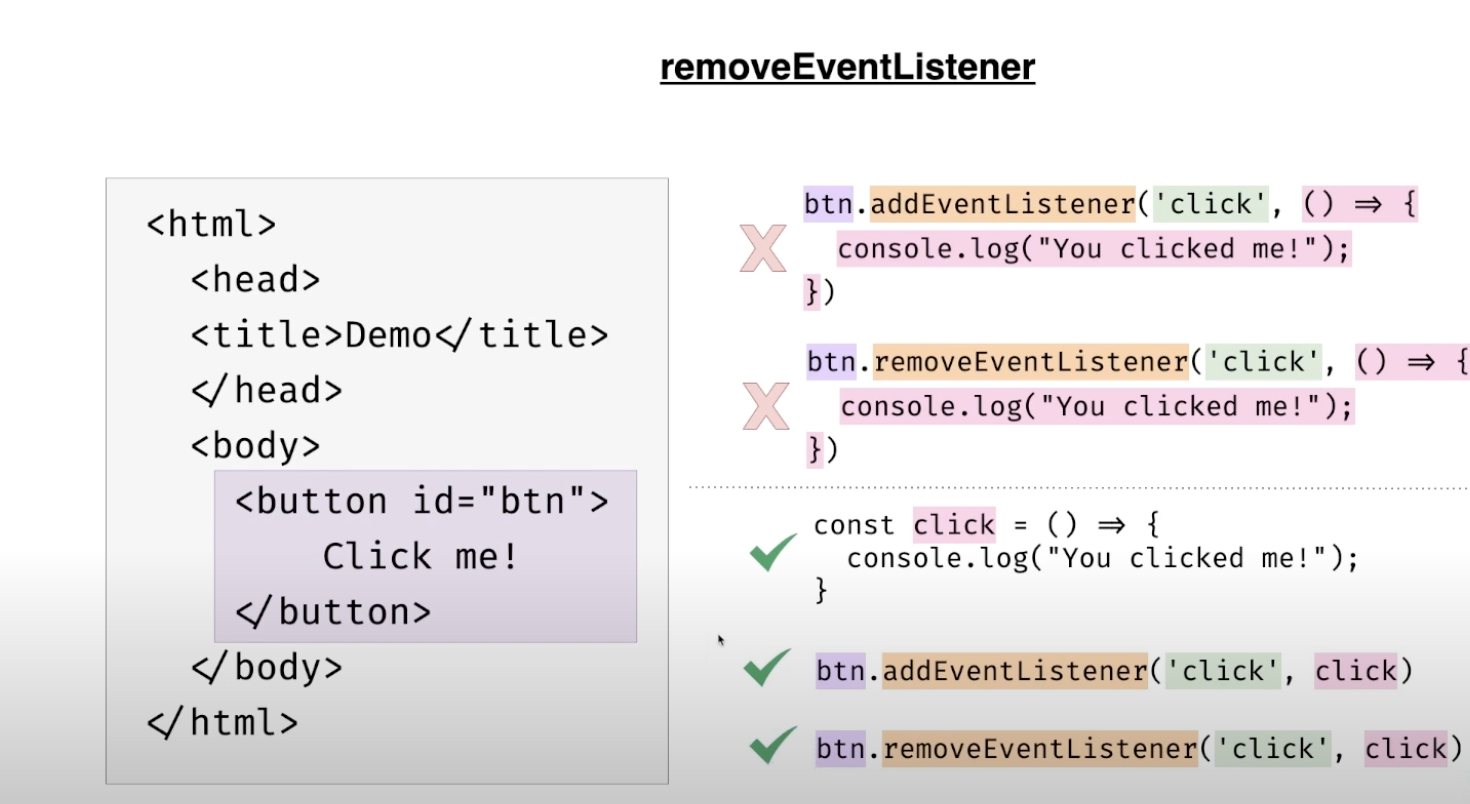 removeEventListener
<html>
<head>
<title>Demo</title>
</head>
<body>
<button id="btn">
Click me!
</button>
</body>
</html>
btn.addEventListener('click', () => {
console.log("You clicked me!");
})
X
btn.removeEventListener('click', () => {
console.log("You clicked me!");
})
X
const click = () => {
console.log("You clicked me!");
}
btn.addEventListener('click', click)
btn.removeEventListener('click', click)